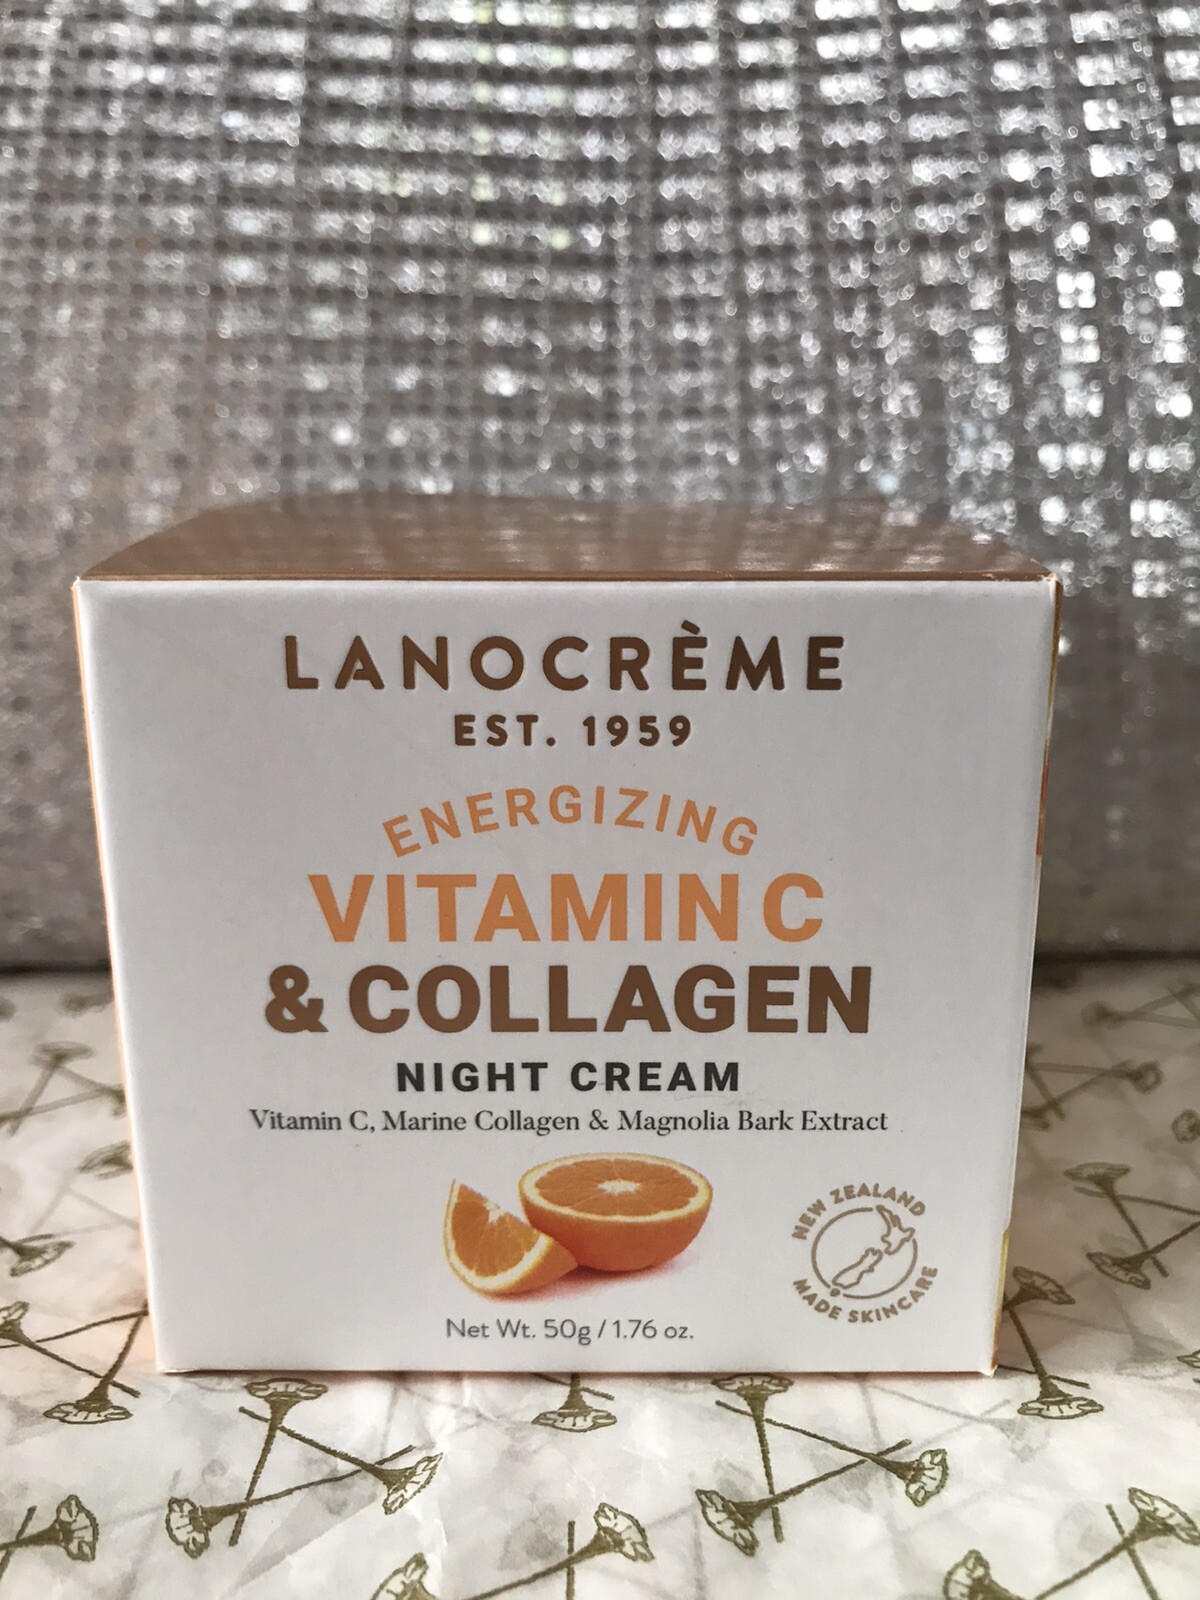 LANOCRÈME
EST. 1959
ENERGIZING
VITAMIN C
& COLLAGEN
NIGHT CREAM
Vitamin C, Marine Collagen & Magnolia Bark Extract
NEW ZEALAND
MADE SKINCARE
Net Wt. 50g / 1.76 oz.